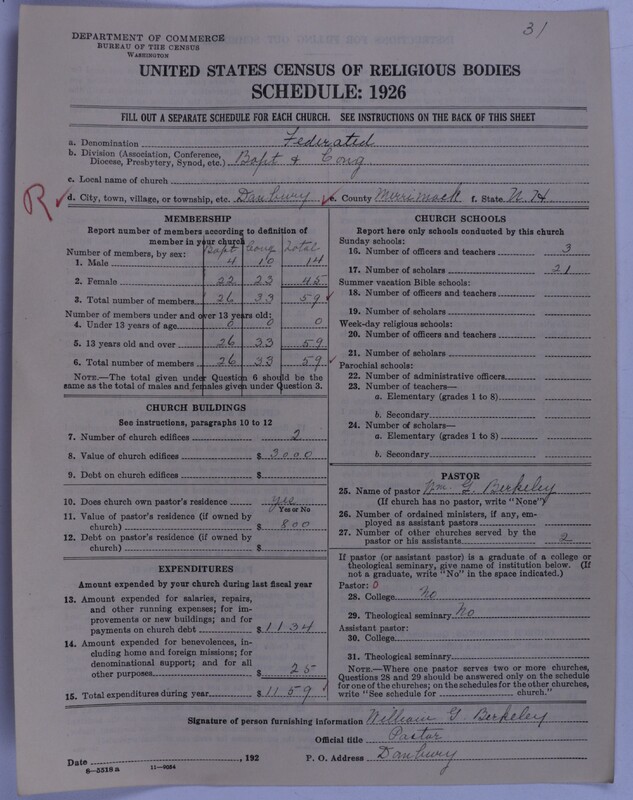 31
DEPARTMENT OF COMMERCE
BUREAU OF THE CENSUS
WASHINGTON
UNITED STATES CENSUS OF RELIGIOUS BODIES
SCHEDULE: 1926
FILL OUT A SEPARATE SCHEDULE FOR EACH CHURCH. SEE INSTRUCTIONS ON THE BACK OF THIS SHEET
a. Denomination Federated
b. Division (Association, Conference, Diocese, Presbytery, Synod, etc.) Bapt & Cong
c. Local name of church
R ✓ d. City, town, village, or township, etc. Danbury ✓ e. County Merrimack f. State N. H
MEMBERSHIP
Report number of members according to definition of
member in your church
Bapt Cong Total
Number of members, by sex:
1. Male 4 10 14
2. Female 22 23 45
3. Total number of members 26 33 59 ✓
Number of members under and over 13 years old:
4. Under 13 years of age 0 0 0
5. 13 years old and over 26 33 59
6. Total number of members 26 33 59 ✓
NOTE.—The total given under Question 6 should be the
same as the total of males and females given under Question 3.
CHURCH BUILDINGS
See instructions, paragraphs 10 to 12
7. Number of church edifices 2
8. Value of church edifices $ 3000
9. Debt on church edifices $
10. Does church own pastor's residence yes
Yes or No
11. Value of pastor's residence (if owned by
church) $ 800
12. Debt on pastor's residence (if owned by
church) $
EXPENDITURES
Amount expended by your church during last fiscal year
13. Amount expended for salaries, repairs,
and other running expenses; for im-
provements or new buildings; and for
payments on church debt $ 1134
14. Amount expended for benevolences, in-
cluding home and foreign missions; for
denominational support; and for all
other purposes $ 25
15. Total expenditures during year $ 1159 ✓
CHURCH SCHOOLS
Report here only schools conducted by this church
Sunday schools:
16. Number of officers and teachers 3
17. Number of scholars 21
Summer vacation Bible schools:
18. Number of officers and teachers
19. Number of scholars
Week-day religious schools:
20. Number of officers and teachers
21. Number of scholars
Parochial schools:
22. Number of administrative officers
23. Number of teachers—
a. Elementary (grades 1 to 8)
b. Secondary
24. Number of scholars—
a. Elementary (grades 1 to 8)
b. Secondary
PASTOR
25. Name of pastor Wm. G. Berkeley
(If church has no pastor, write "None")
26. Number of ordained ministers, if any, em-
ployed as assistant pastors
27. Number of other churches served by the
pastor or his assistants 2
If pastor (or assistant pastor) is a graduate of a college or
theological seminary, give name of institution below. (If
not a graduate, write "No" in the space indicated.)
Pastor: 0
28. College No
29. Theological seminary No
Assistant pastor:
30. College
31. Theological seminary
NOTE.—Where one pastor serves two or more churches,
Questions 28 and 29 should be answered only on the schedule
for one of the churches; on the schedules for the other churches,
write "See schedule for church."
Signature of person furnishing information William G. Berkeley
Official title Pastor
Date , 192 P. O. Address Danbury
8—5318 a 11—9034